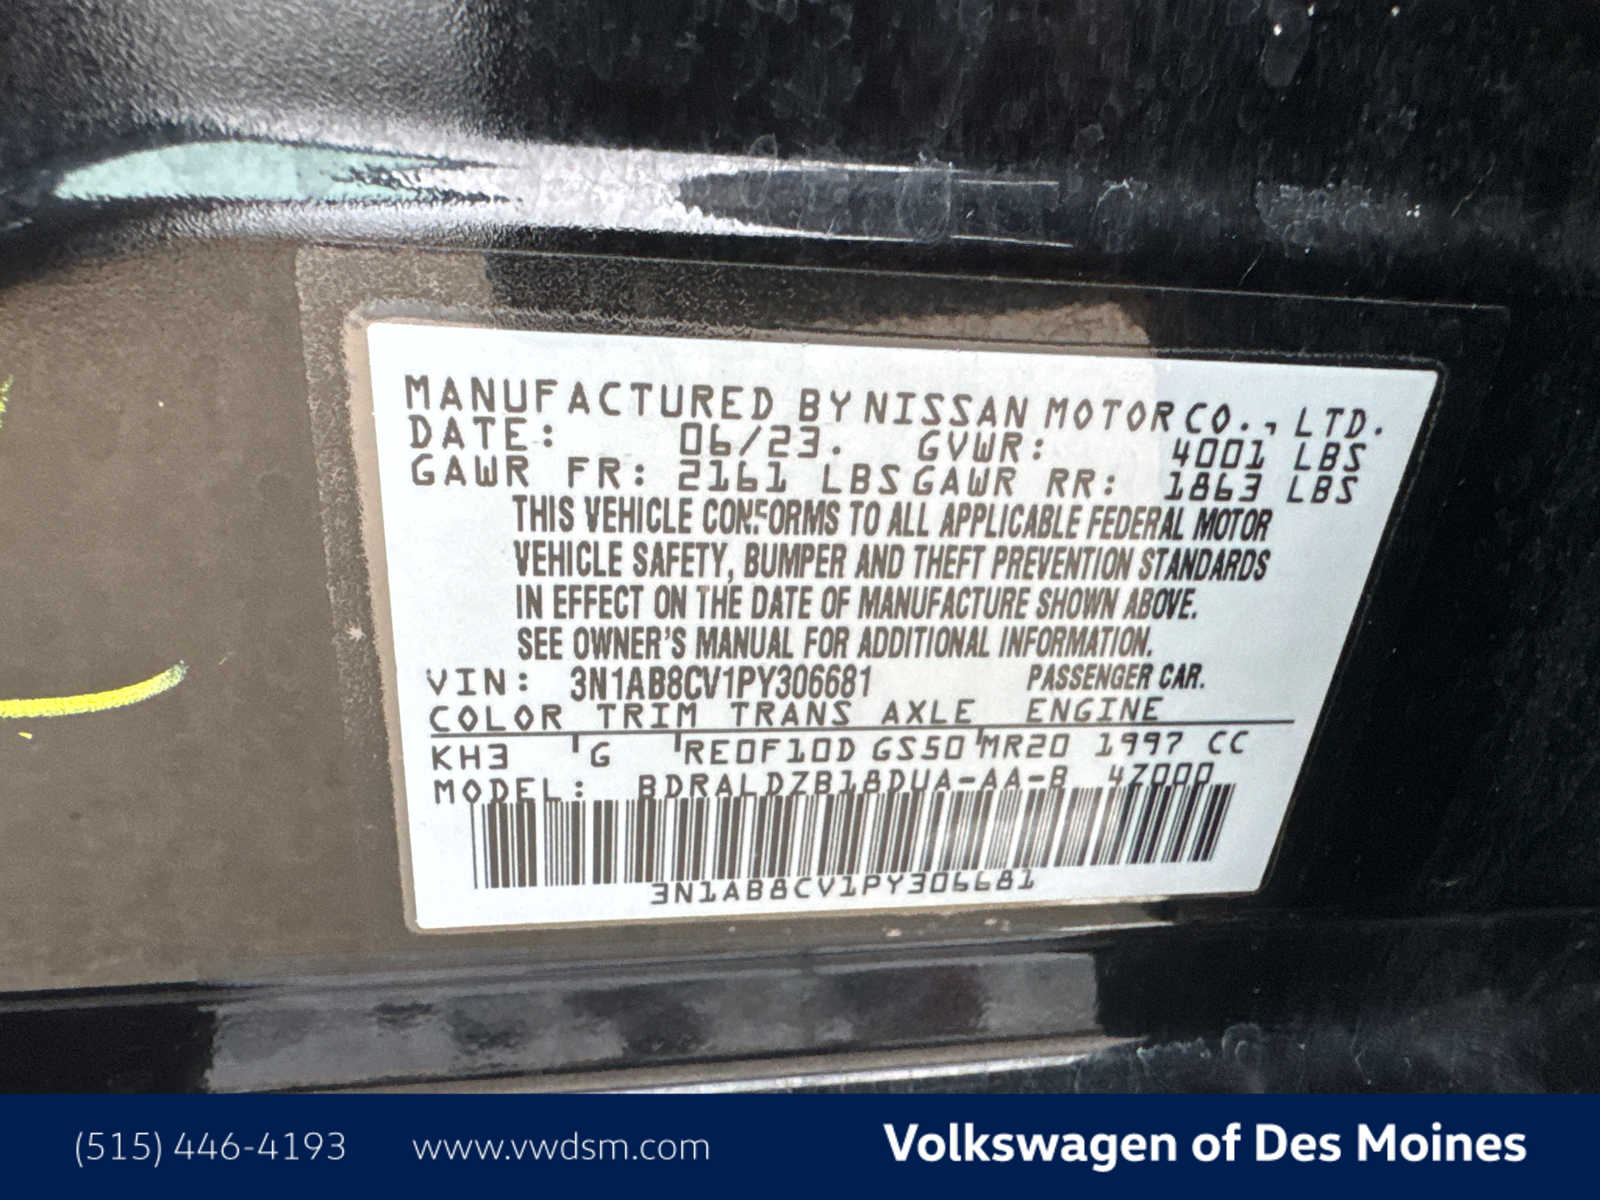 MANUFACTURED BY NISSAN MOTOR CO., LTD.
DATE: 06/23. GVWR: 4001 LBS
GAWR FR: 2161 LBS GAWR RR: 1863 LBS
THIS VEHICLE CONFORMS TO ALL APPLICABLE FEDERAL MOTOR
VEHICLE SAFETY, BUMPER AND THEFT PREVENTION STANDARDS
IN EFFECT ON THE DATE OF MANUFACTURE SHOWN ABOVE.
SEE OWNER'S MANUAL FOR ADDITIONAL INFORMATION.
VIN: 3N1AB8CV1PY306681 PASSENGER CAR.
COLOR TRIM TRANS AXLE ENGINE
KH3 G RE0F10D GS50 MR20 1997 CC
MODEL: BDRALDZB18DUA-AA-B 4Z000
3N1AB8CV1PY306681
(515) 446-4193 www.vwdsm.com Volkswagen of Des Moines